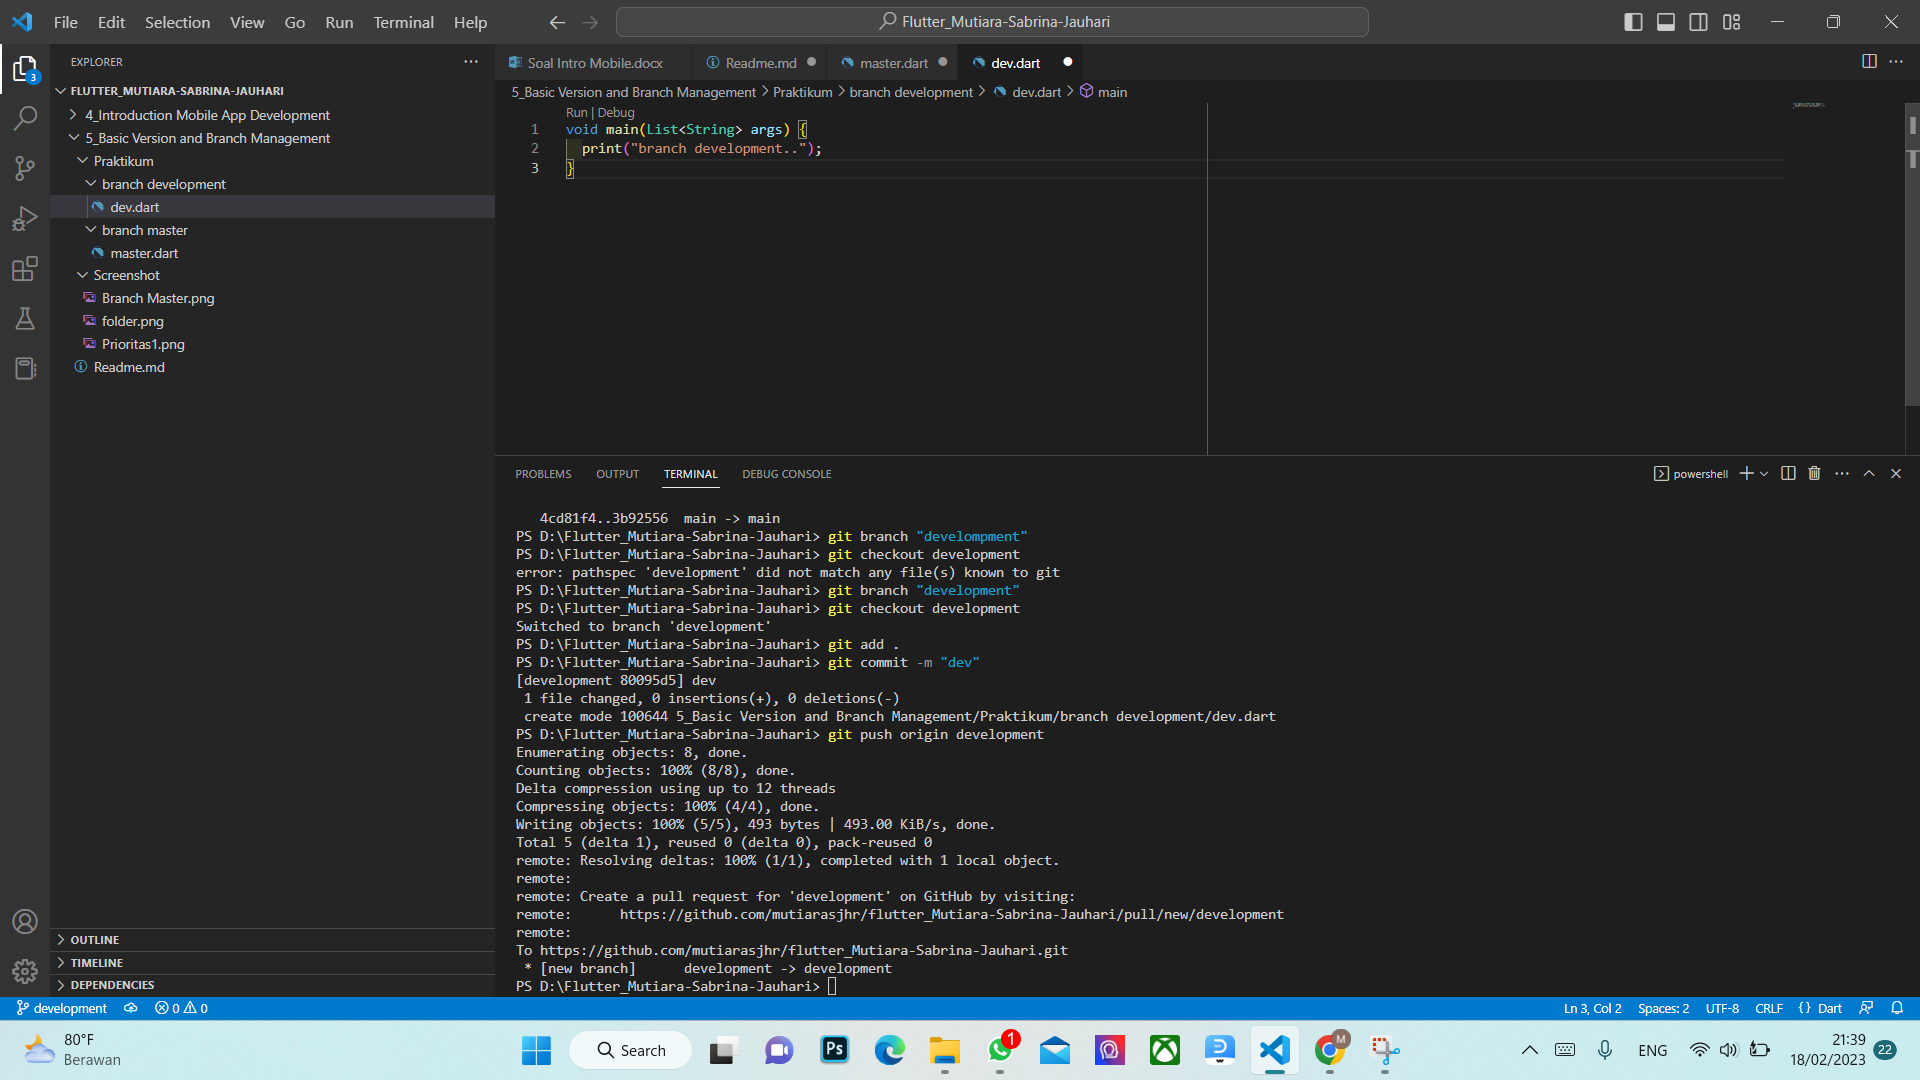 File Edit Selection View Go Run Terminal Help
Flutter_Mutiara-Sabrina-Jauhari
EXPLORER
FLUTTER_MUTIARA-SABRINA-JAUHARI
4_Introduction Mobile App Development
5_Basic Version and Branch Management
Praktikum
branch development
dev.dart
branch master
master.dart
Screenshot
Branch Master.png
folder.png
Prioritas1.png
Readme.md
OUTLINE
TIMELINE
DEPENDENCIES
3
Soal Intro Mobile.docx Readme.md master.dart dev.dart
5_Basic Version and Branch Management > Praktikum > branch development > dev.dart > main
Run | Debug
1 void main(List<String> args) {
2 print("branch development..");
3 }
PROBLEMS OUTPUT TERMINAL DEBUG CONSOLE
powershell
4cd81f4..3b92556 main -> main
PS D:\Flutter_Mutiara-Sabrina-Jauhari> git branch "develompment"
PS D:\Flutter_Mutiara-Sabrina-Jauhari> git checkout development
error: pathspec 'development' did not match any file(s) known to git
PS D:\Flutter_Mutiara-Sabrina-Jauhari> git branch "development"
PS D:\Flutter_Mutiara-Sabrina-Jauhari> git checkout development
Switched to branch 'development'
PS D:\Flutter_Mutiara-Sabrina-Jauhari> git add .
PS D:\Flutter_Mutiara-Sabrina-Jauhari> git commit -m "dev"
[development 80095d5] dev
1 file changed, 0 insertions(+), 0 deletions(-)
create mode 100644 5_Basic Version and Branch Management/Praktikum/branch development/dev.dart
PS D:\Flutter_Mutiara-Sabrina-Jauhari> git push origin development
Enumerating objects: 8, done.
Counting objects: 100% (8/8), done.
Delta compression using up to 12 threads
Compressing objects: 100% (4/4), done.
Writing objects: 100% (5/5), 493 bytes | 493.00 KiB/s, done.
Total 5 (delta 1), reused 0 (delta 0), pack-reused 0
remote: Resolving deltas: 100% (1/1), completed with 1 local object.
remote:
remote: Create a pull request for 'development' on GitHub by visiting:
remote: https://github.com/mutiarasjhr/flutter_Mutiara-Sabrina-Jauhari/pull/new/development
remote:
To https://github.com/mutiarasjhr/flutter_Mutiara-Sabrina-Jauhari.git
* [new branch] development -> development
PS D:\Flutter_Mutiara-Sabrina-Jauhari>
development 0 0
Ln 3, Col 2 Spaces: 2 UTF-8 CRLF {} Dart
80°F
Berawan
Search
Ps
1
M
ENG
21:39
18/02/2023
22